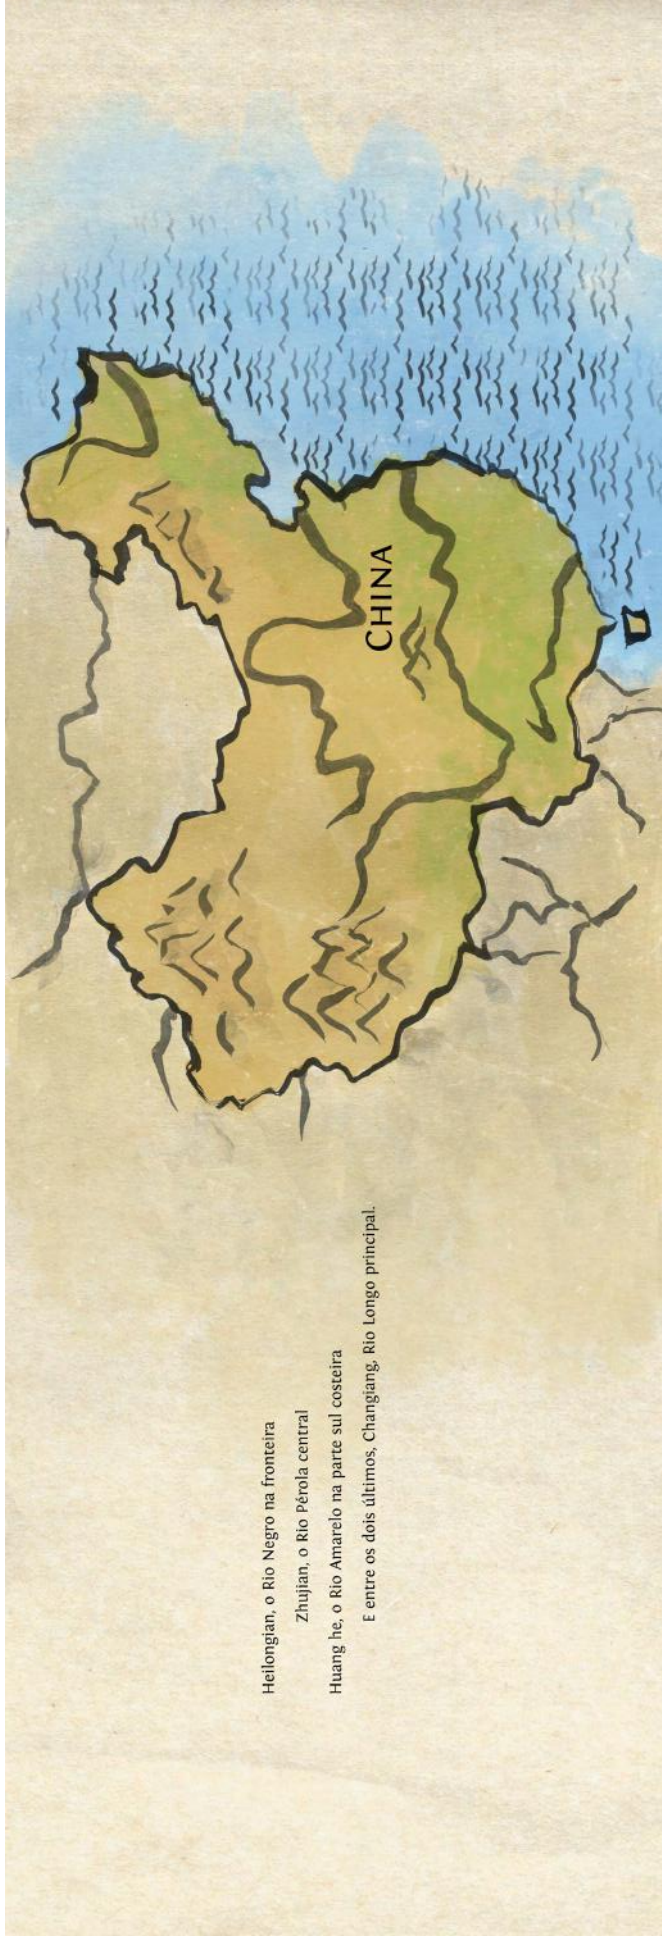 Heilongian, o Rio Negro na fronteira
Zhujian, o Rio Pérola central
Huang he, o Rio Amarelo na parte sul costeira
E entre os dois últimos, Changiang, Rio Longo principal.
CHINA